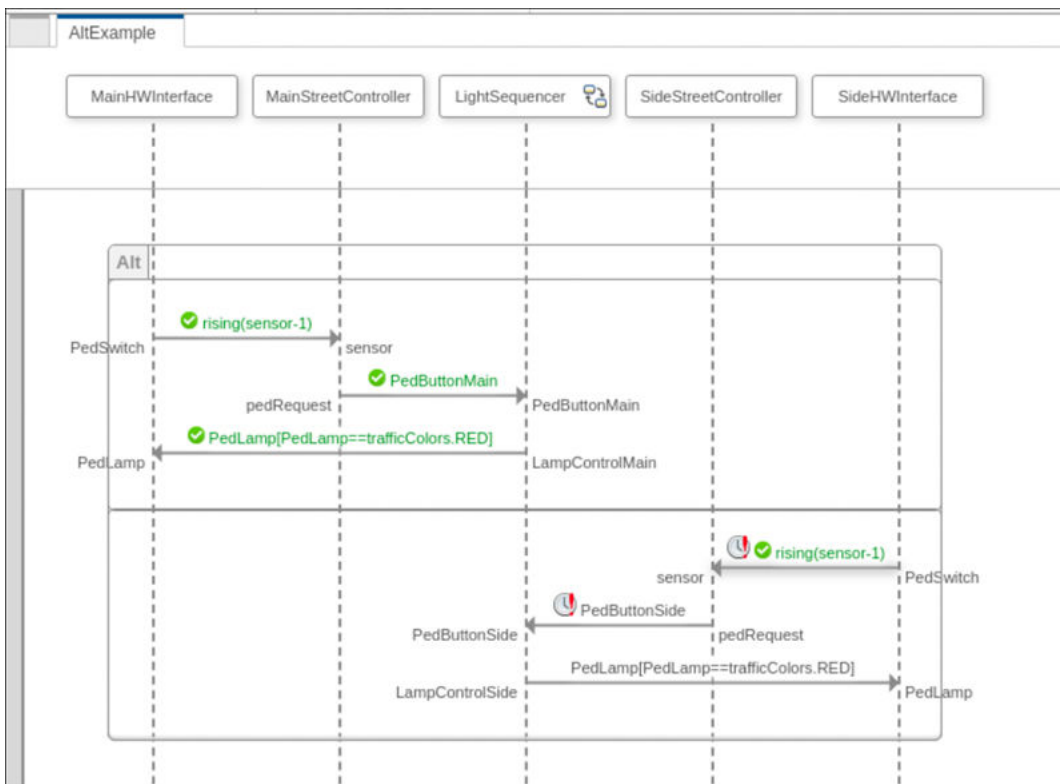 AltExample
MainHWInterface
MainStreetController
LightSequencer
SideStreetController
SideHWInterface
Alt
rising(sensor-1)
PedSwitch
sensor
PedButtonMain
pedRequest
PedButtonMain
PedLamp[PedLamp==trafficColors.RED]
PedLamp
LampControlMain
rising(sensor-1)
sensor
PedSwitch
PedButtonSide
PedButtonSide
pedRequest
PedLamp[PedLamp==trafficColors.RED]
LampControlSide
PedLamp